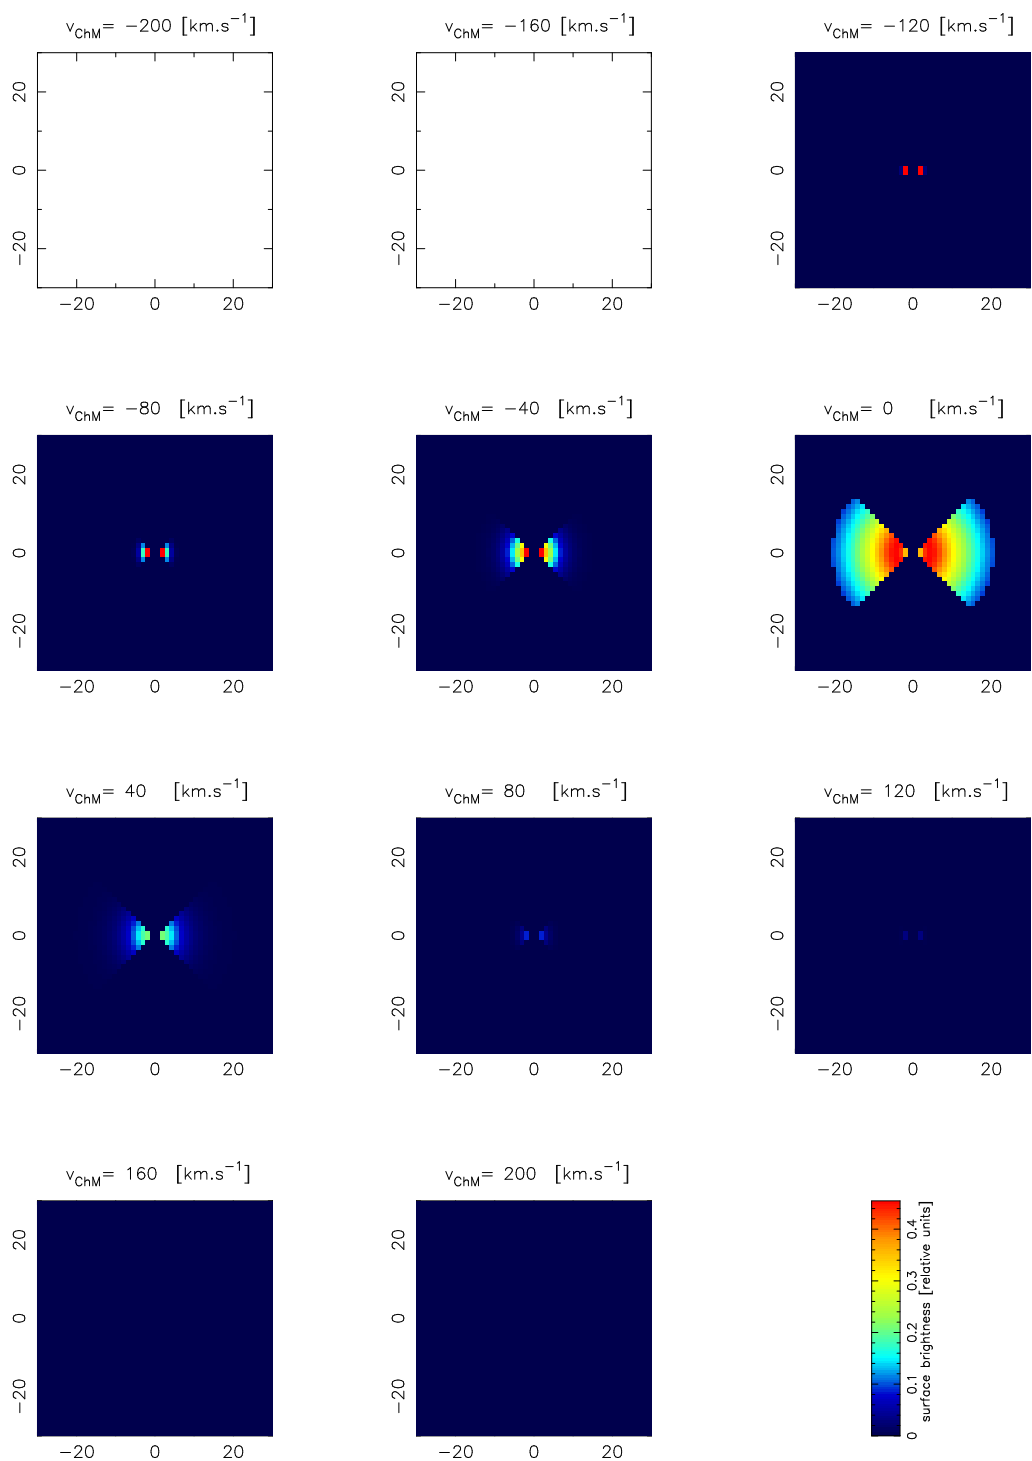 v_ChM= −200 [km.s^−1]
v_ChM= −160 [km.s^−1]
v_ChM= −120 [km.s^−1]
20
0
−20
−20 0 20
20
0
−20
−20 0 20
20
0
−20
−20 0 20
v_ChM= −80 [km.s^−1]
v_ChM= −40 [km.s^−1]
v_ChM= 0 [km.s^−1]
20
0
−20
−20 0 20
20
0
−20
−20 0 20
20
0
−20
−20 0 20
v_ChM= 40 [km.s^−1]
v_ChM= 80 [km.s^−1]
v_ChM= 120 [km.s^−1]
20
0
−20
−20 0 20
20
0
−20
−20 0 20
20
0
−20
−20 0 20
v_ChM= 160 [km.s^−1]
v_ChM= 200 [km.s^−1]
20
0
−20
−20 0 20
20
0
−20
−20 0 20
0 0.1 0.2 0.3 0.4
surface brightness [relative units]